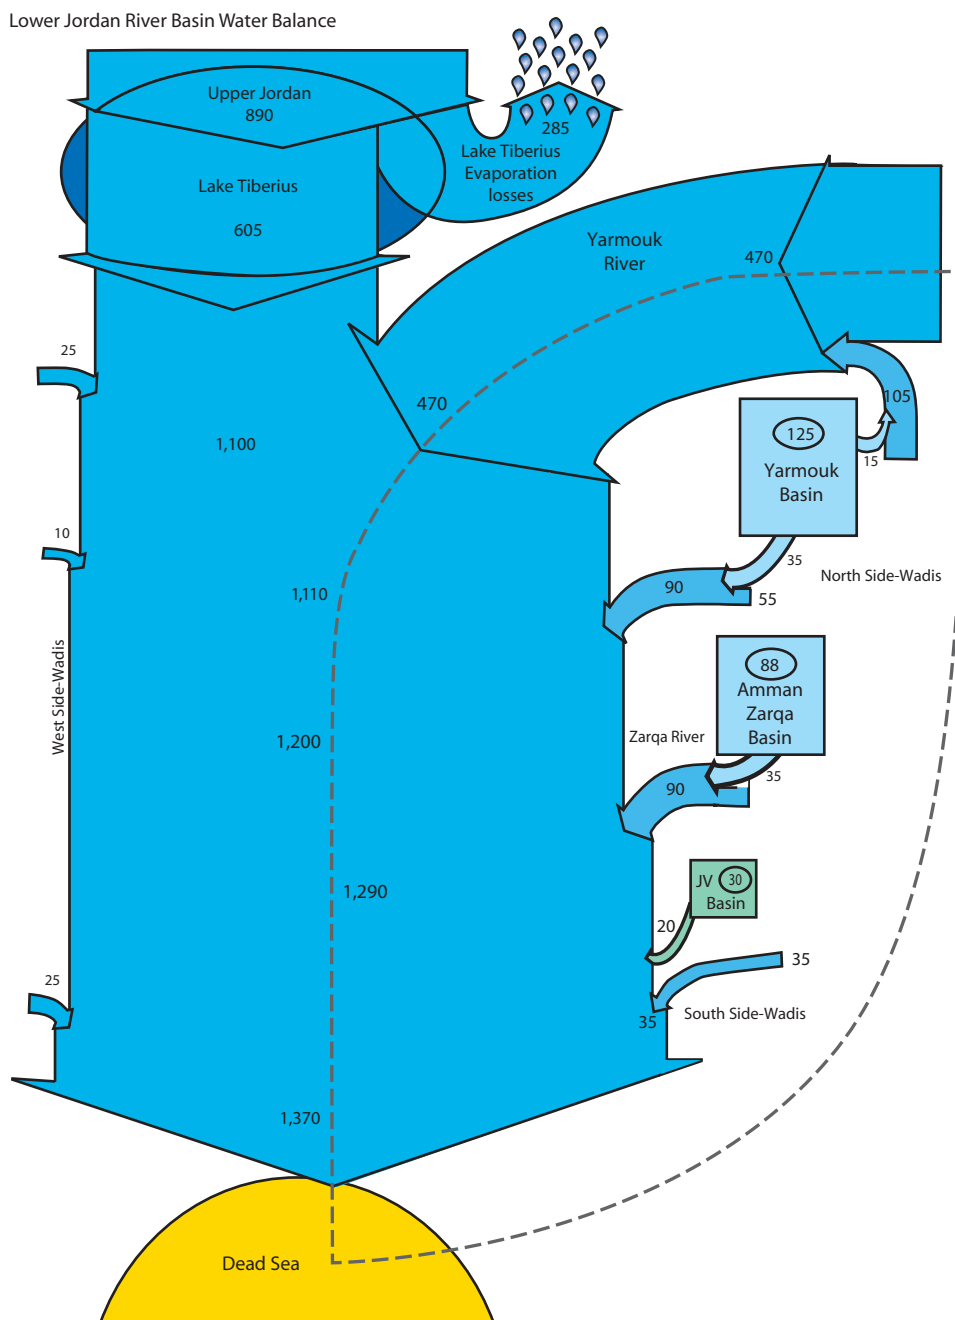 Lower Jordan River Basin Water Balance
Upper Jordan
890
285
Lake Tiberius
Evaporation
losses
Lake Tiberius
605
Yarmouk
River
470
25
470
105
1,100
125
Yarmouk
Basin
15
10
35
North Side-Wadis
90
55
1,110
West Side-Wadis
88
Amman
Zarqa
Basin
Zarqa River
1,200
35
90
JV
30
Basin
1,290
20
35
25
South Side-Wadis
35
1,370
Dead Sea